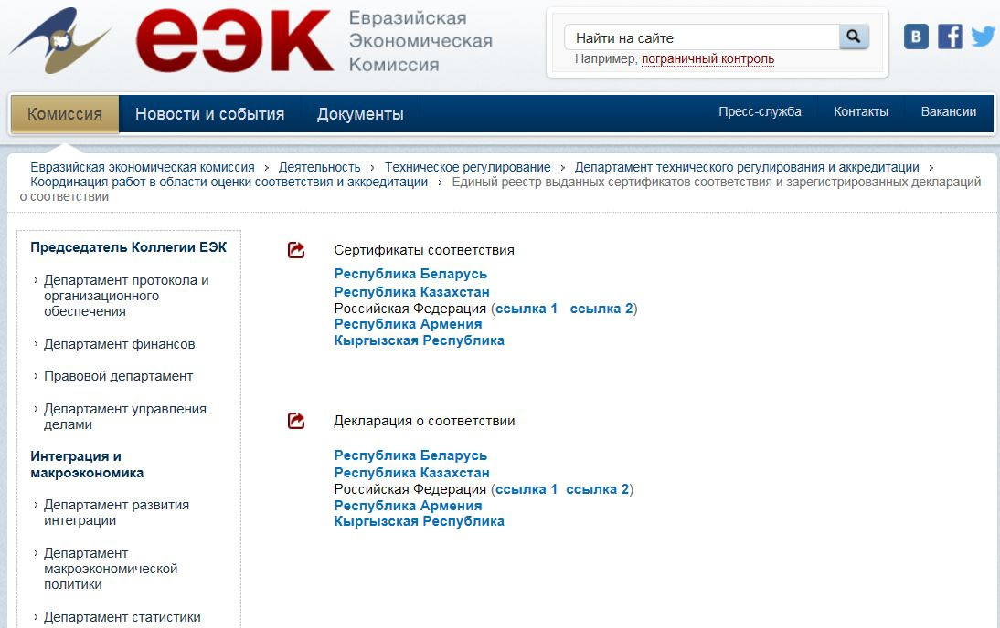 еэк
Евразийская
Экономическая
Комиссия
Найти на сайте
Например, пограничный контроль
В
f
Комиссия
Новости и события
Документы
Пресс-служба
Контакты
Вакансии
Евразийская экономическая комиссия › Деятельность › Техническое регулирование › Департамент технического регулирования и аккредитации ›
Координация работ в области оценки соответствия и аккредитации › Единый реестр выданных сертификатов соответствия и зарегистрированных деклараций
о соответствии
Председатель Коллегии ЕЭК
› Департамент протокола и
организационного
обеспечения
› Департамент финансов
› Правовой департамент
› Департамент управления
делами
Интеграция и
макроэкономика
› Департамент развития
интеграции
› Департамент
макроэкономической
политики
› Департамент статистики
Сертификаты соответствия
Республика Беларусь
Республика Казахстан
Российская Федерация (ссылка 1 ссылка 2)
Республика Армения
Кыргызская Республика
Декларация о соответствии
Республика Беларусь
Республика Казахстан
Российская Федерация (ссылка 1 ссылка 2)
Республика Армения
Кыргызская Республика